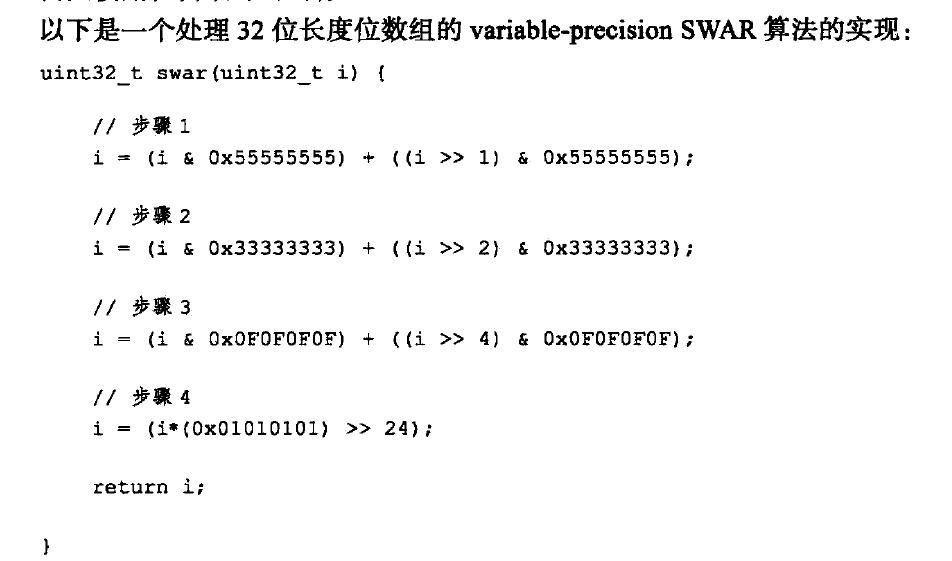 以下是一个处理 32 位长度位数组的 variable-precision SWAR 算法的实现：
uint32_t swar(uint32_t i) {
// 步骤 1
i = (i & 0x55555555) + ((i >> 1) & 0x55555555);
// 步骤 2
i = (i & 0x33333333) + ((i >> 2) & 0x33333333);
// 步骤 3
i = (i & 0x0F0F0F0F) + ((i >> 4) & 0x0F0F0F0F);
// 步骤 4
i = (i*(0x01010101) >> 24);
return i;
}